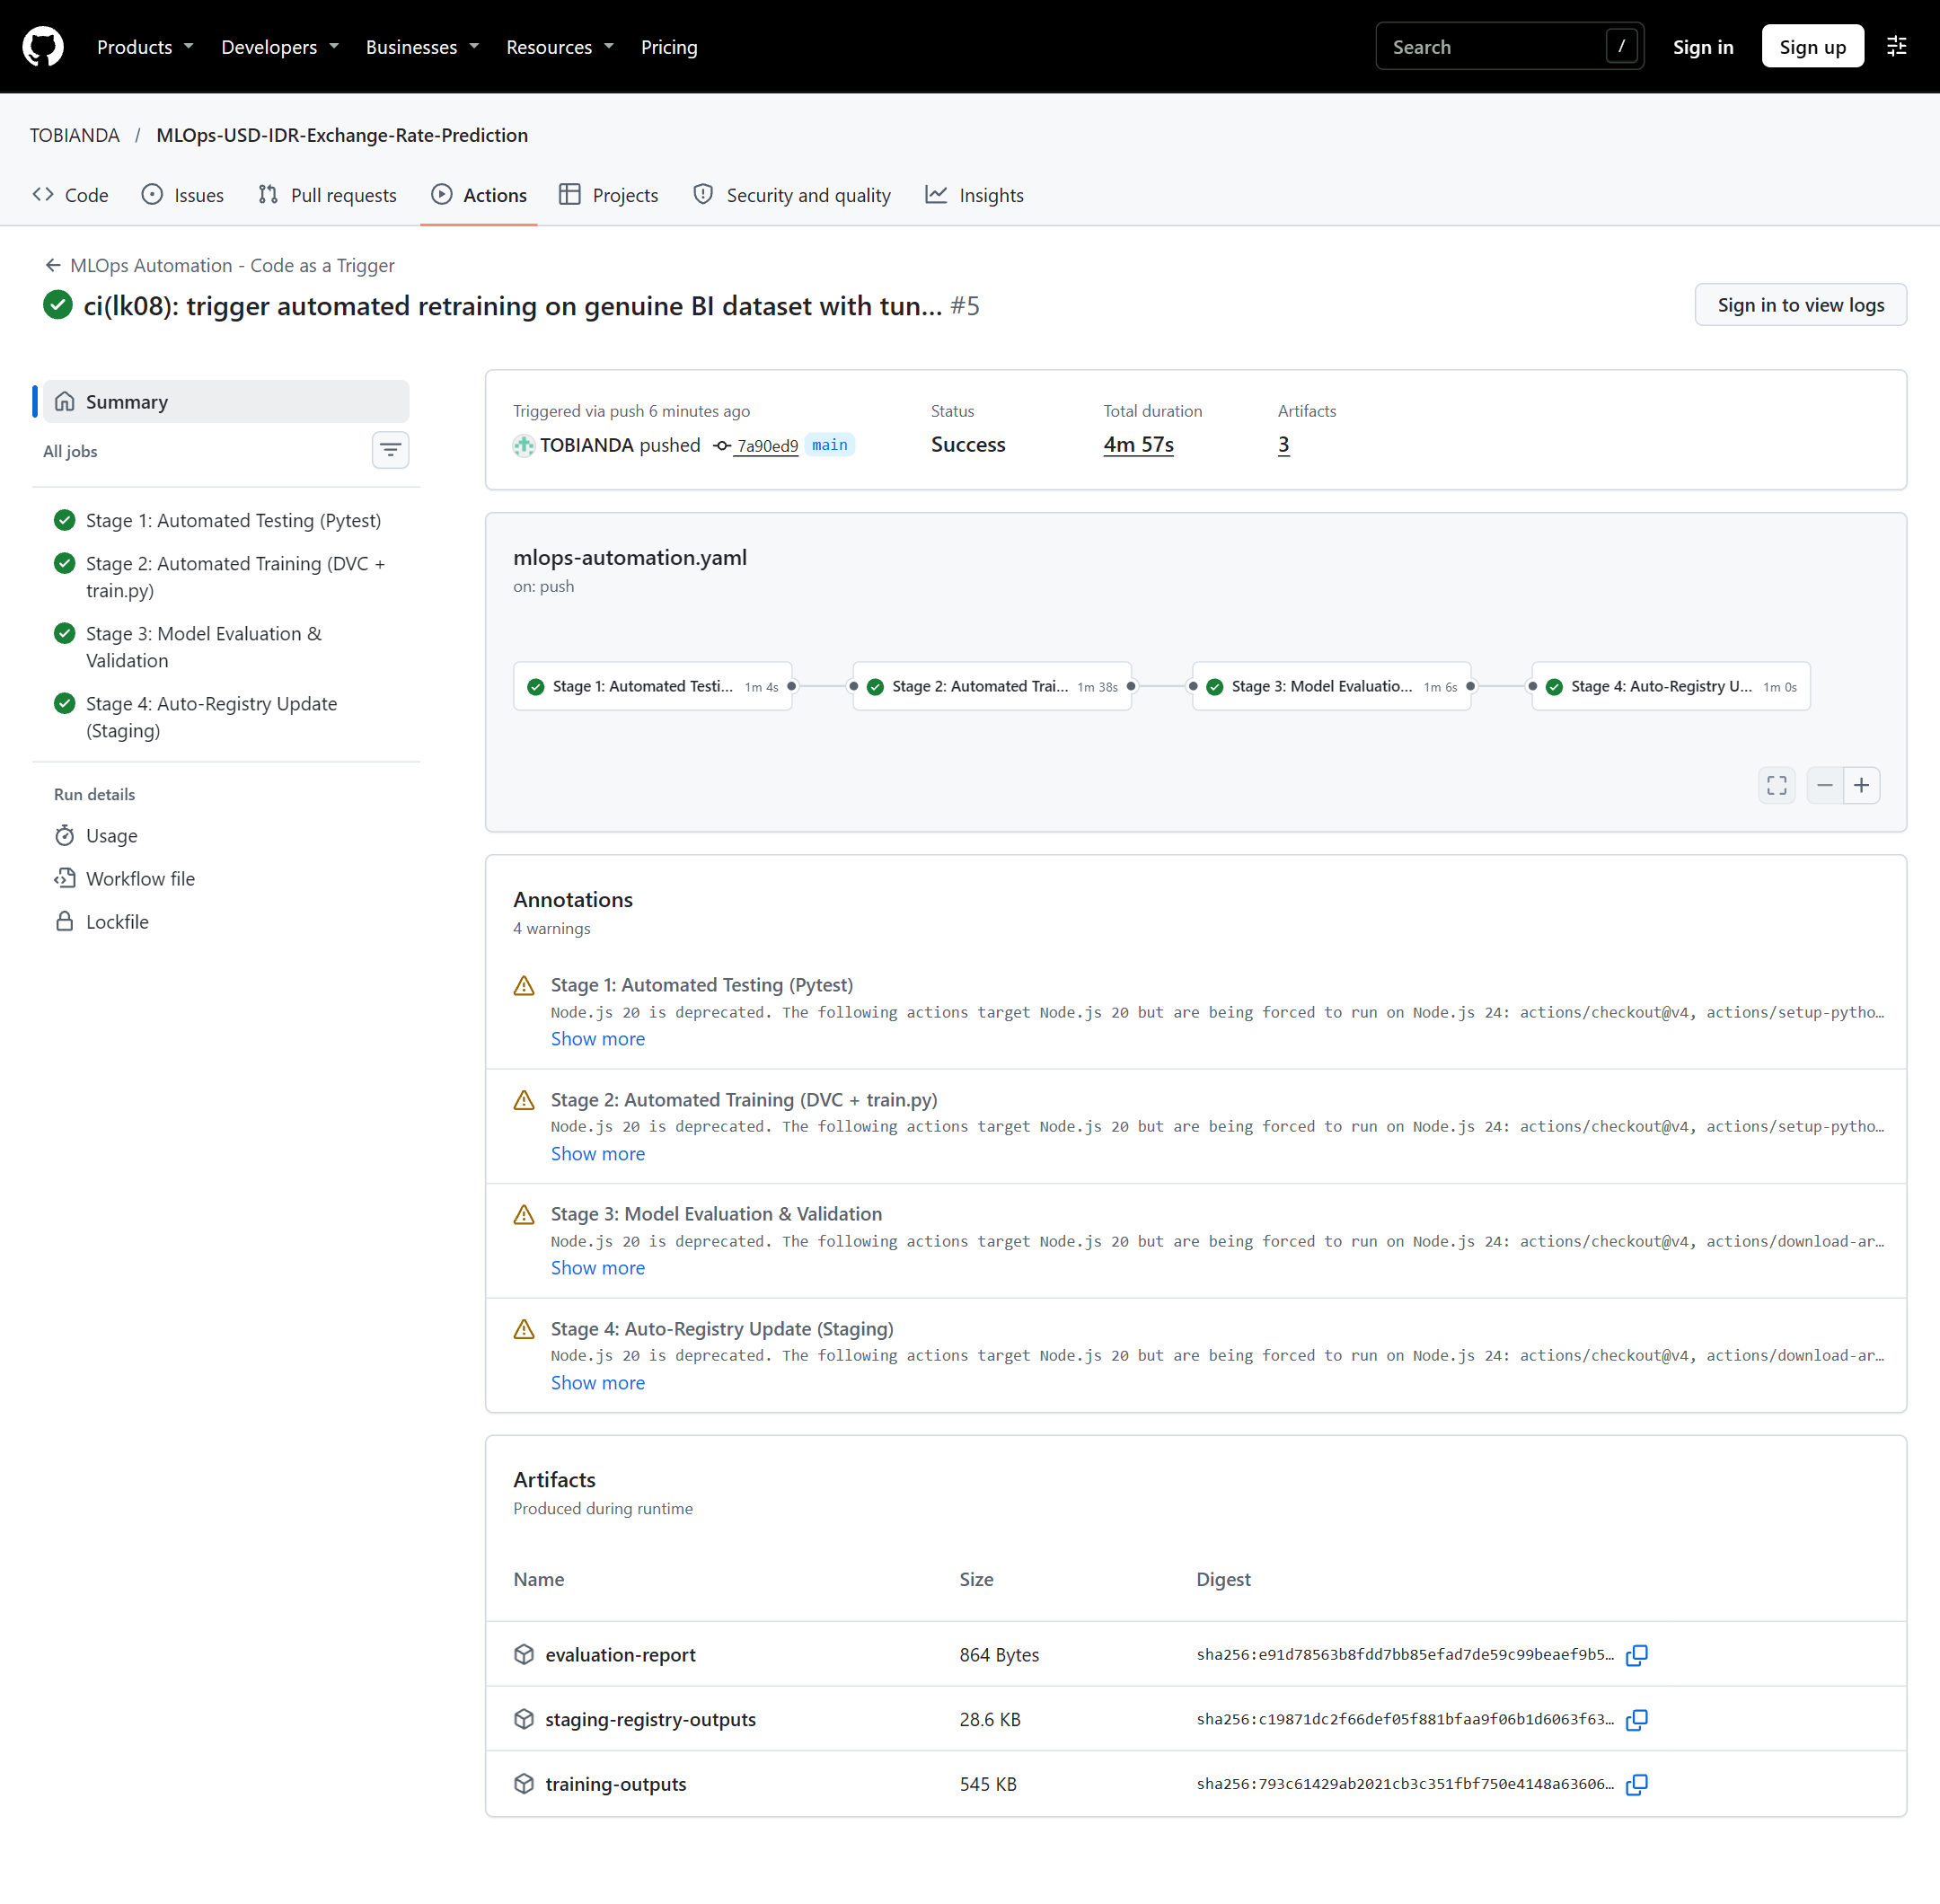 Products
Developers
Businesses
Resources
Pricing
Search
/
Sign in
Sign up
TOBIANDA / MLOps-USD-IDR-Exchange-Rate-Prediction
Code
Issues
Pull requests
Actions
Projects
Security and quality
Insights
MLOps Automation - Code as a Trigger
ci(lk08): trigger automated retraining on genuine BI dataset with tun... #5
Sign in to view logs
Summary
All jobs
Stage 1: Automated Testing (Pytest)
Stage 2: Automated Training (DVC +
train.py)
Stage 3: Model Evaluation &
Validation
Stage 4: Auto-Registry Update
(Staging)
Run details
Usage
Workflow file
Lockfile
Triggered via push 6 minutes ago
TOBIANDA pushed 7a90ed9 main
Status
Success
Total duration
4m 57s
Artifacts
3
mlops-automation.yaml
on: push
Stage 1: Automated Testi... 1m 4s
Stage 2: Automated Trai... 1m 38s
Stage 3: Model Evaluatio... 1m 6s
Stage 4: Auto-Registry U... 1m 0s
Annotations
4 warnings
Stage 1: Automated Testing (Pytest)
Node.js 20 is deprecated. The following actions target Node.js 20 but are being forced to run on Node.js 24: actions/checkout@v4, actions/setup-pytho…
Show more
Stage 2: Automated Training (DVC + train.py)
Node.js 20 is deprecated. The following actions target Node.js 20 but are being forced to run on Node.js 24: actions/checkout@v4, actions/setup-pytho…
Show more
Stage 3: Model Evaluation & Validation
Node.js 20 is deprecated. The following actions target Node.js 20 but are being forced to run on Node.js 24: actions/checkout@v4, actions/download-ar…
Show more
Stage 4: Auto-Registry Update (Staging)
Node.js 20 is deprecated. The following actions target Node.js 20 but are being forced to run on Node.js 24: actions/checkout@v4, actions/download-ar…
Show more
Artifacts
Produced during runtime
Name Size Digest
evaluation-report 864 Bytes sha256:e91d78563b8fdd7bb85efad7de59c99beaef9b5…
staging-registry-outputs 28.6 KB sha256:c19871dc2f66def05f881bfaa9f06b1d6063f63…
training-outputs 545 KB sha256:793c61429ab2021cb3c351fbf750e4148a63606…